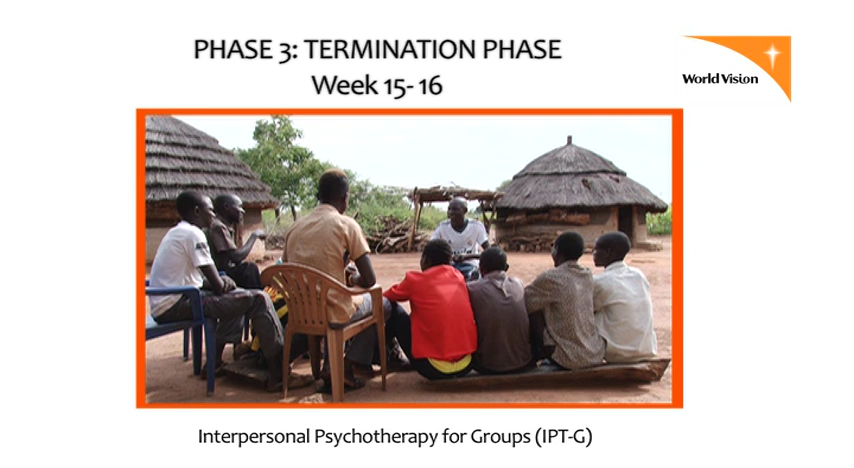 PHASE 3: TERMINATION PHASE
Week 15- 16
World Vision
Interpersonal Psychotherapy for Groups (IPT-G)